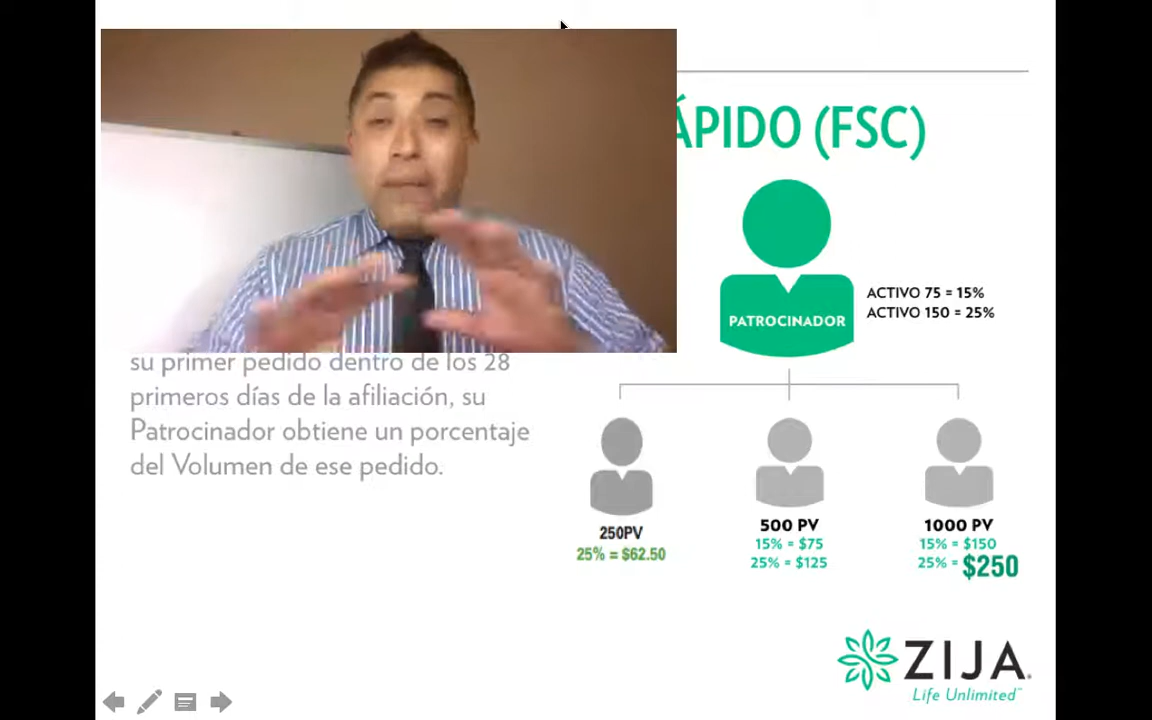 ÁPIDO (FSC)
ACTIVO 75 = 15%
ACTIVO 150 = 25%
PATROCINADOR
su primer pedido dentro de los 28
primeros días de la afiliación, su
Patrocinador obtiene un porcentaje
del Volumen de ese pedido.
250PV
25% = $62.50
500 PV
15% = $75
25% = $125
1000 PV
15% = $150
25% = $250
ZIJA
Life Unlimited™